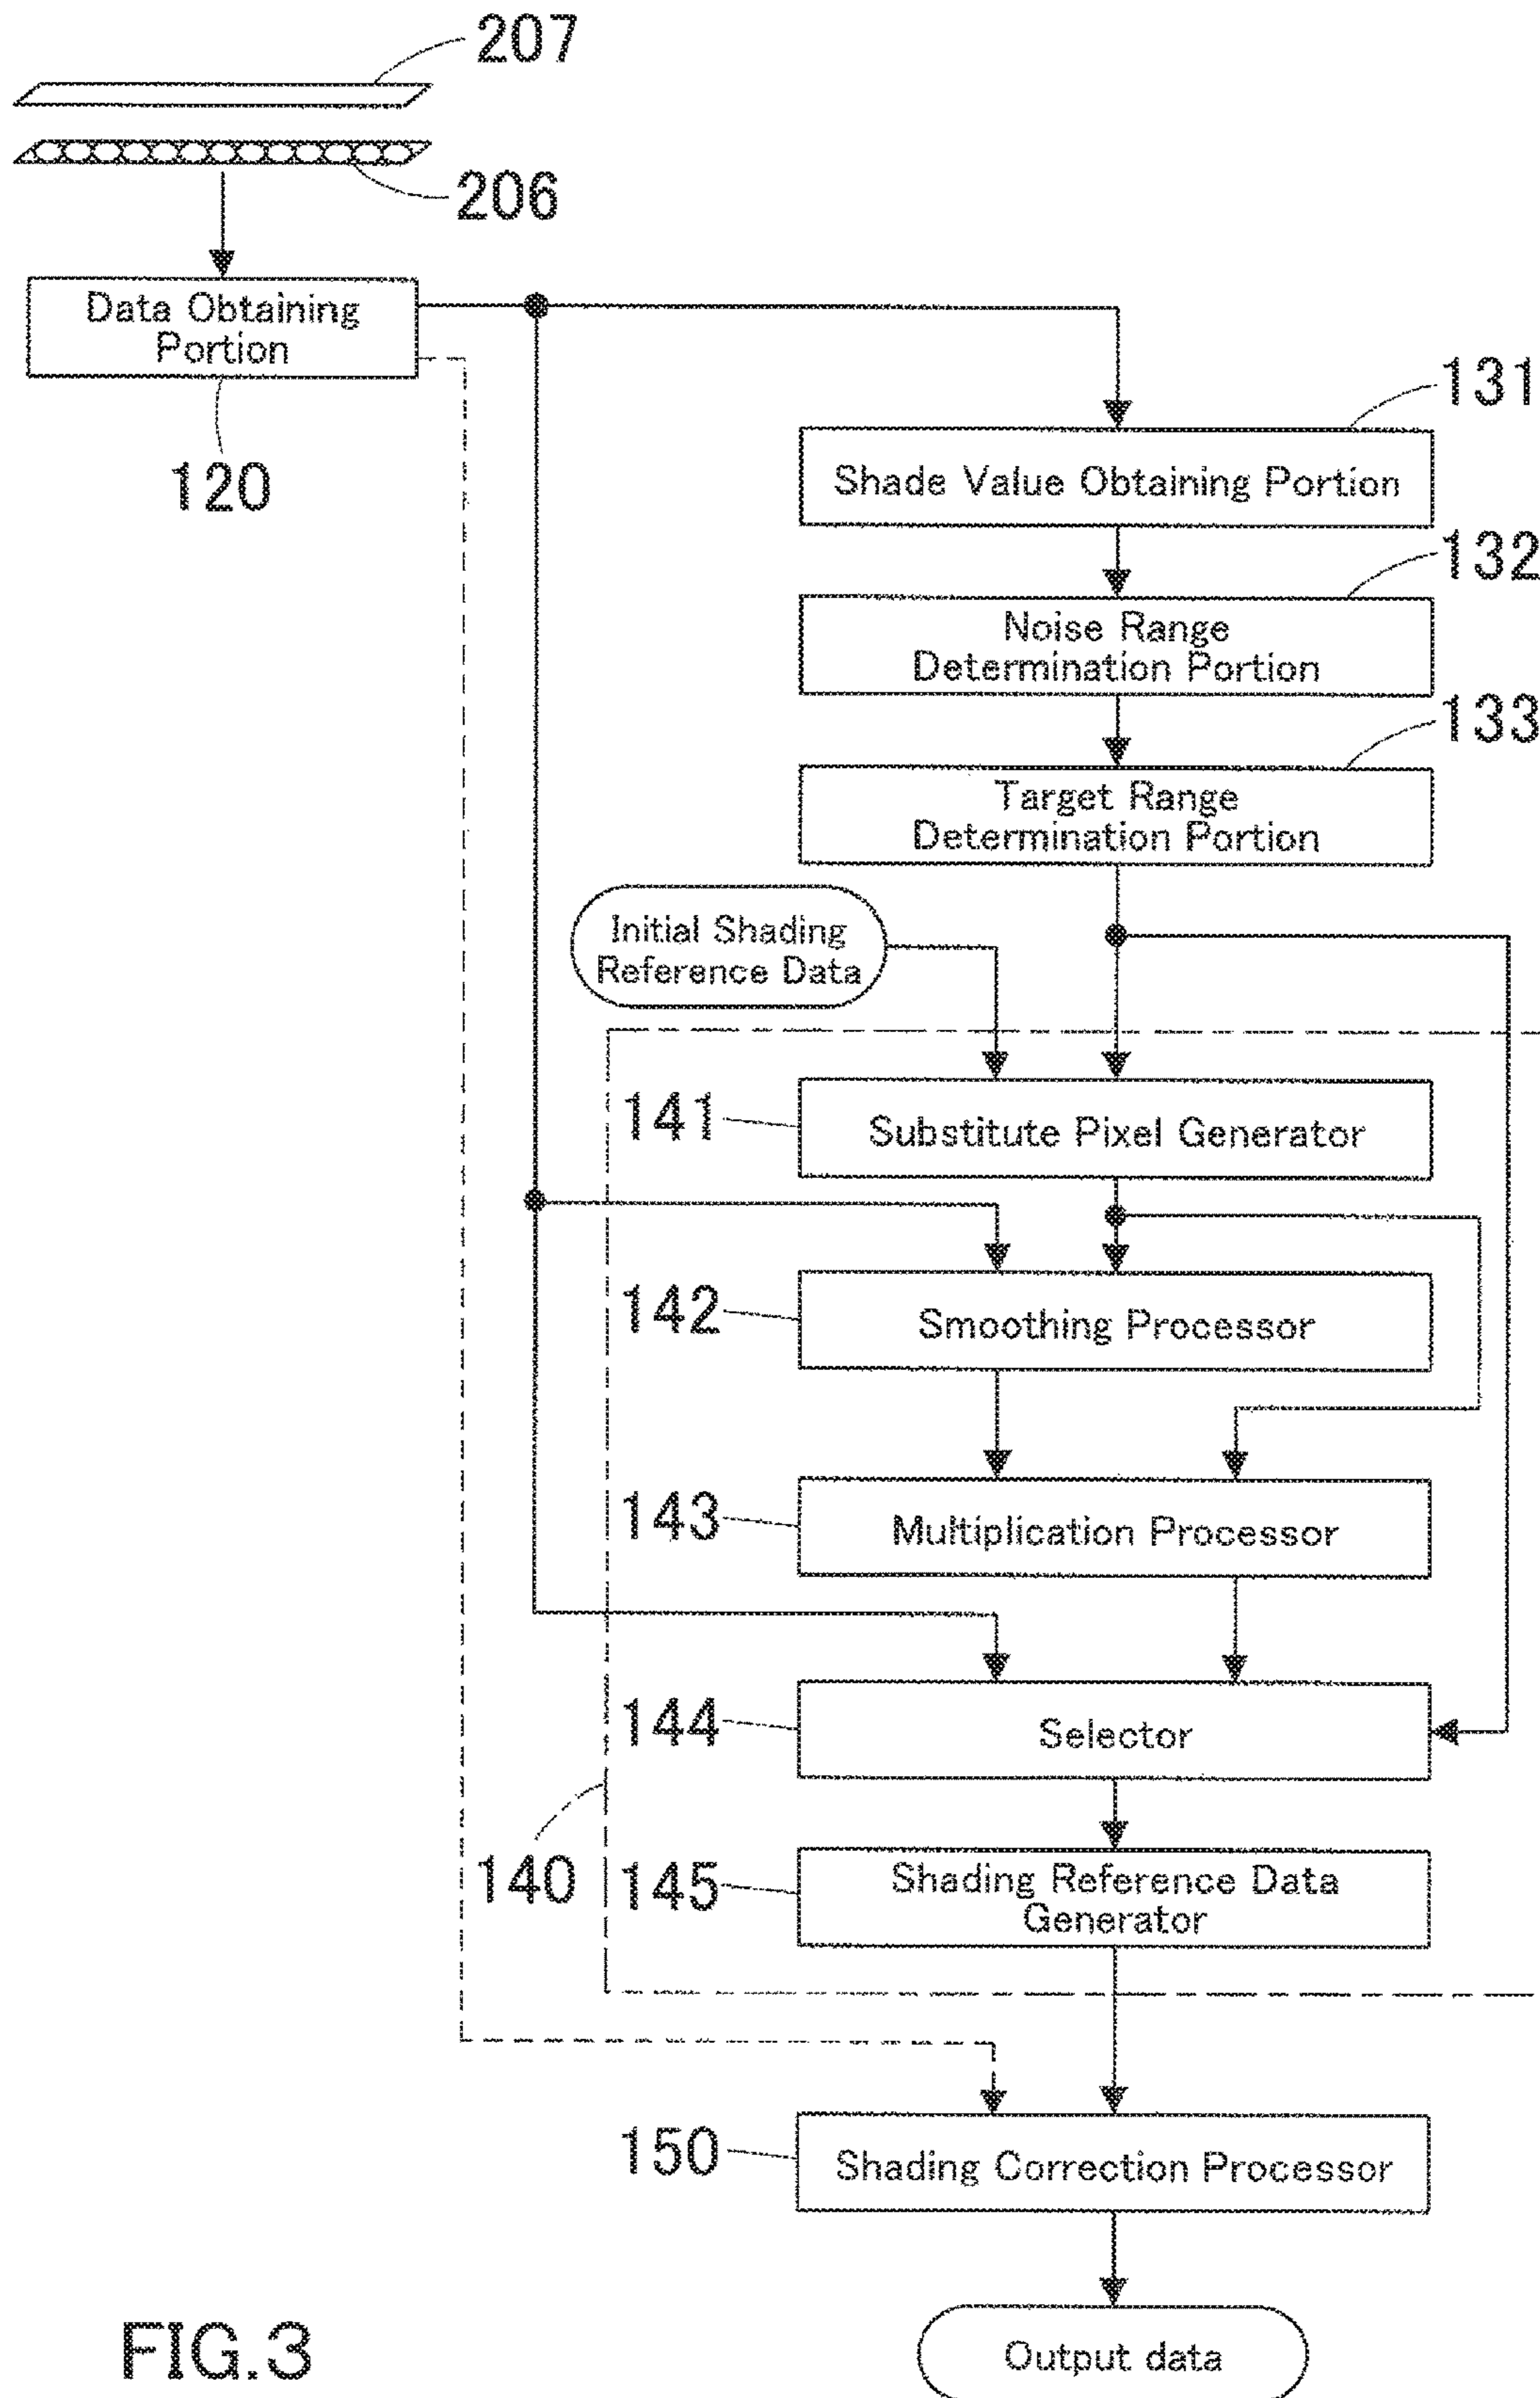 207
206
Data Obtaining
Portion
120
131
Shade Value Obtaining Portion
132
Noise Range
Determination Portion
133
Target Range
Determination Portion
Initial Shading
Reference Data
141
Substitute Pixel Generator
142
Smoothing Processor
143
Multiplication Processor
144
Selector
140
145
Shading Reference Data
Generator
150
Shading Correction Processor
Output data
FIG.3